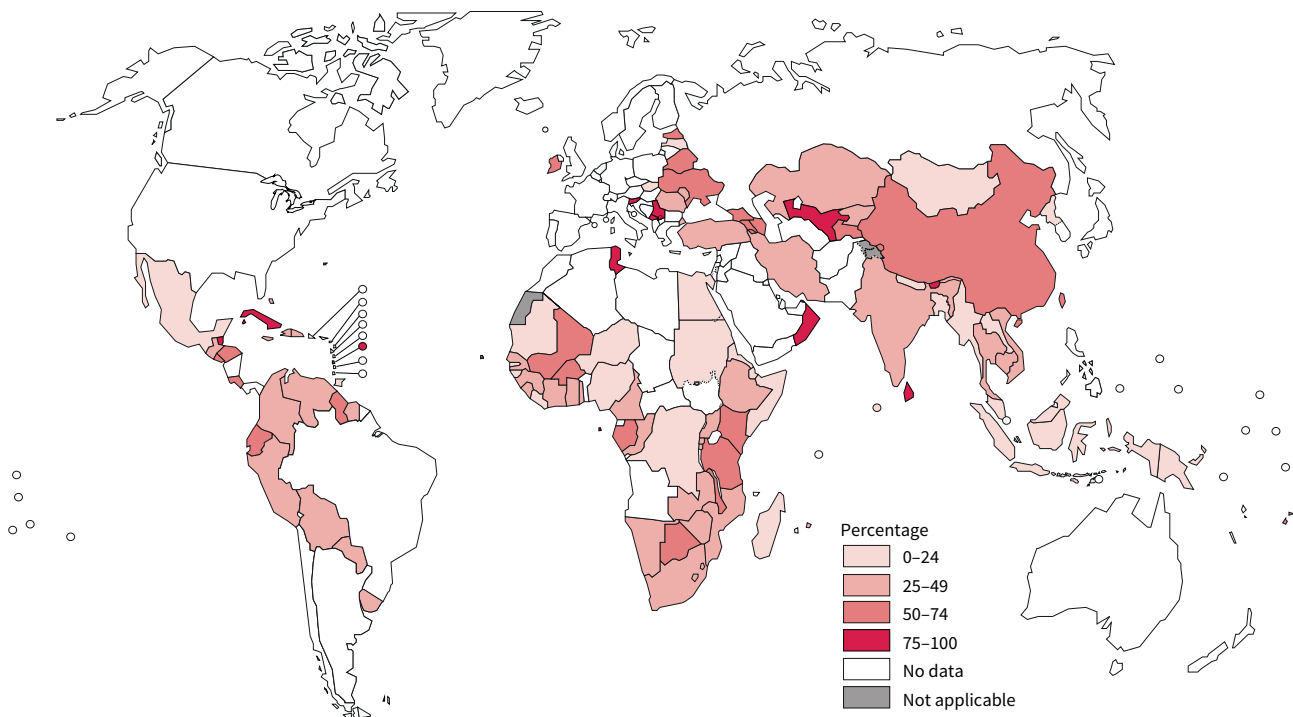 Percentage
0–24
25–49
50–74
75–100
No data
Not applicable